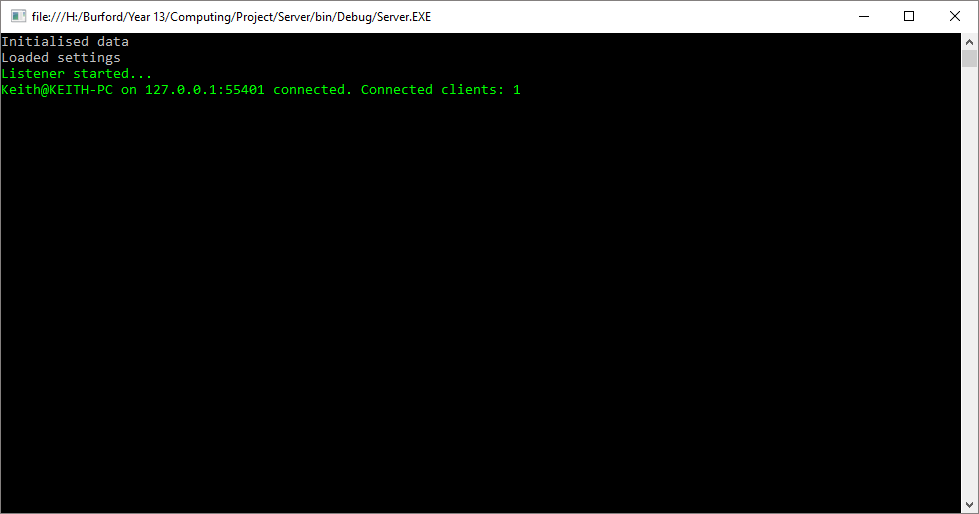 file:///H:/Burford/Year 13/Computing/Project/Server/bin/Debug/Server.EXE
Initialised data
Loaded settings
Listener started...
Keith@KEITH-PC on 127.0.0.1:55401 connected. Connected clients: 1